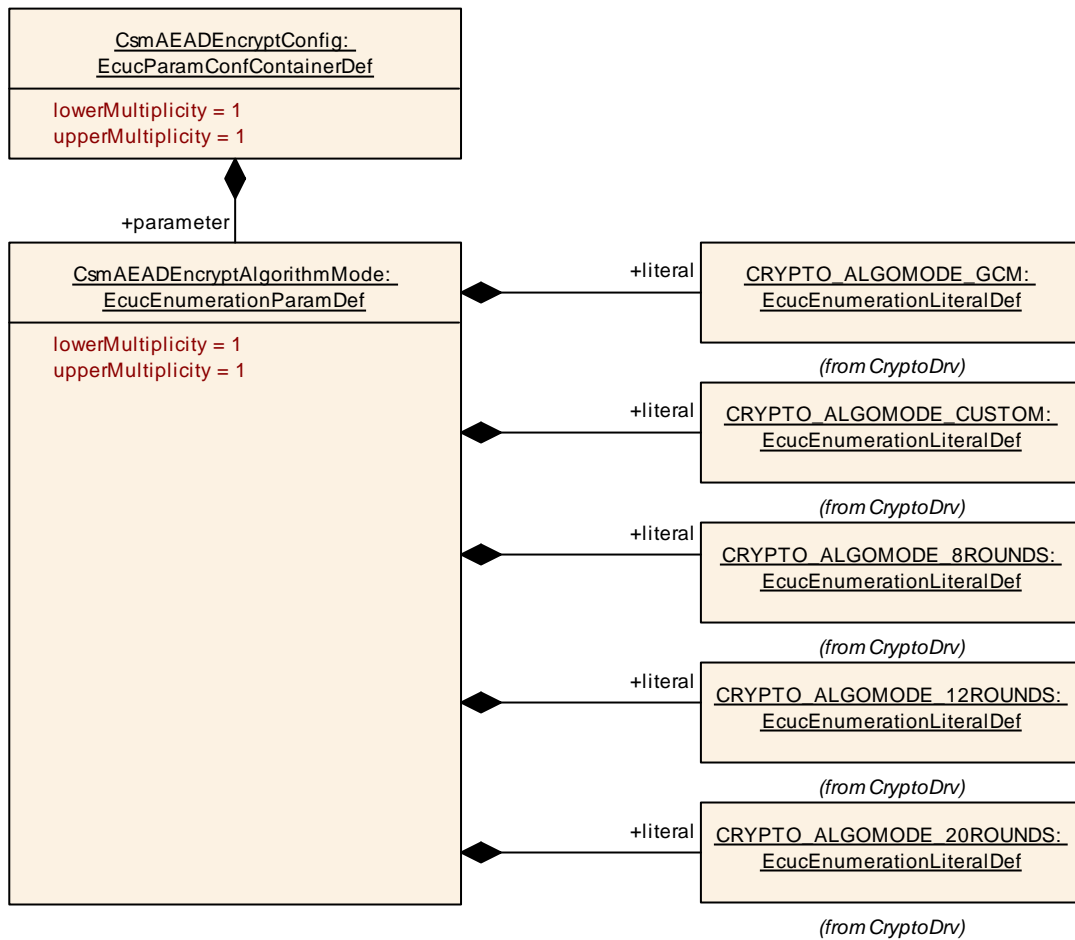 CsmAEADEncryptConfig:
EcucParamConfContainerDef
lowerMultiplicity = 1
upperMultiplicity = 1
+parameter
CsmAEADEncryptAlgorithmMode:
EcucEnumerationParamDef
lowerMultiplicity = 1
upperMultiplicity = 1
+literal
CRYPTO_ALGOMODE_GCM:
EcucEnumerationLiteralDef
(from CryptoDrv)
+literal
CRYPTO_ALGOMODE_CUSTOM:
EcucEnumerationLiteralDef
(from CryptoDrv)
+literal
CRYPTO_ALGOMODE_8ROUNDS:
EcucEnumerationLiteralDef
(from CryptoDrv)
+literal
CRYPTO_ALGOMODE_12ROUNDS:
EcucEnumerationLiteralDef
(from CryptoDrv)
+literal
CRYPTO_ALGOMODE_20ROUNDS:
EcucEnumerationLiteralDef
(from CryptoDrv)